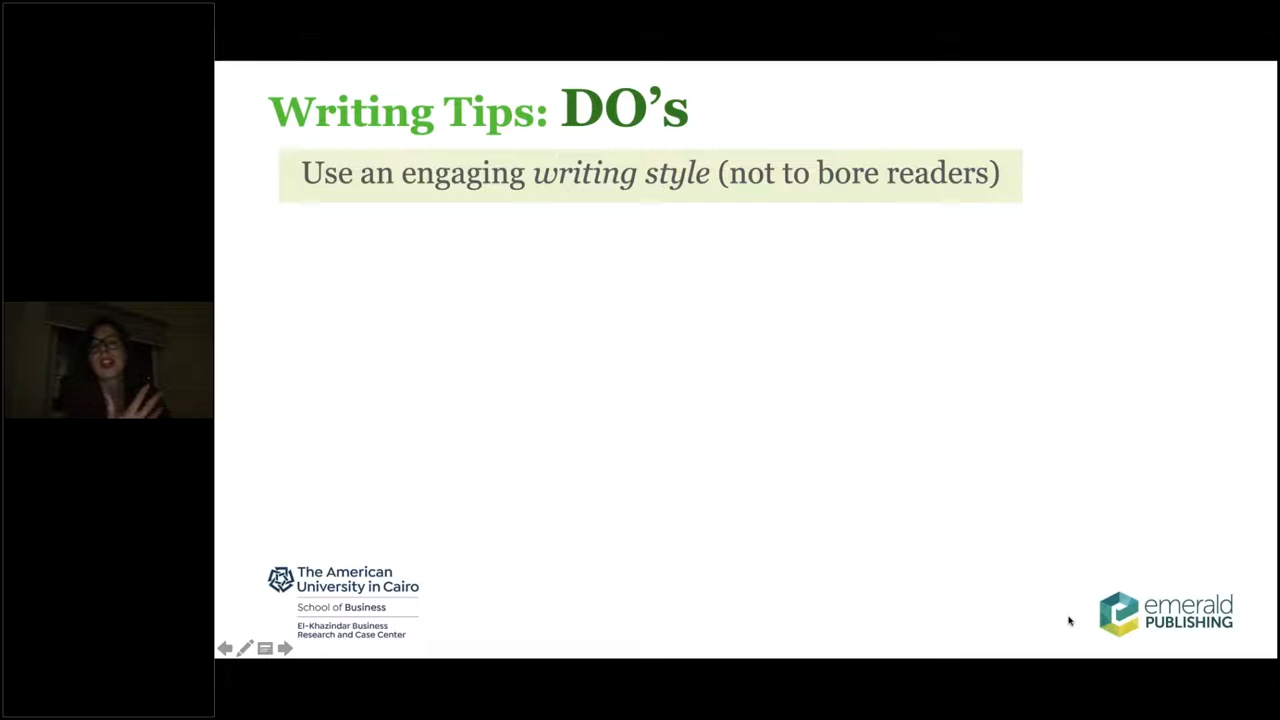 Writing Tips: DO's
Use an engaging writing style (not to bore readers)
The American
University in Cairo
School of Business
El-Khazindar Business
Research and Case Center
emerald
PUBLISHING